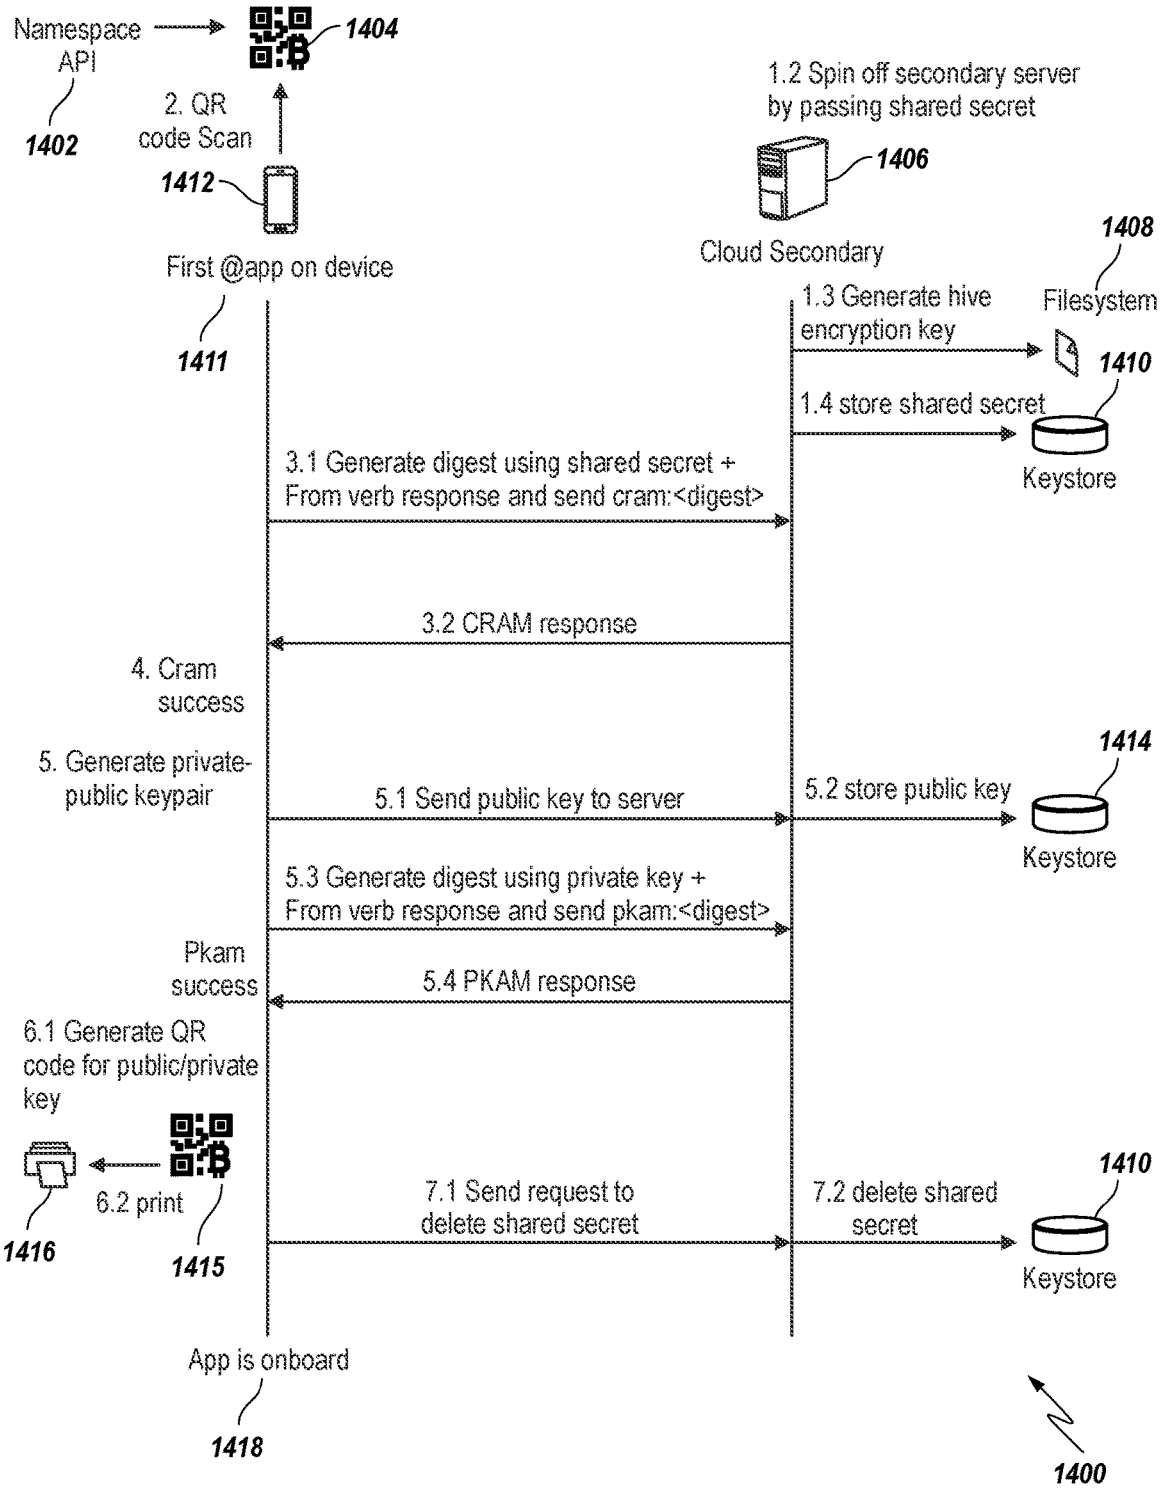 Namespace
API
1402
1404
2. QR
code Scan
1412
First @app on device
1411
1.2 Spin off secondary server
by passing shared secret
1406
Cloud Secondary
1408
Filesystem
1.3 Generate hive
encryption key
1410
1.4 store shared secret
Keystore
3.1 Generate digest using shared secret +
From verb response and send cram:<digest>
3.2 CRAM response
4. Cram
success
5. Generate private-
public keypair
5.1 Send public key to server
5.2 store public key
1414
Keystore
5.3 Generate digest using private key +
From verb response and send pkam:<digest>
Pkam
success
5.4 PKAM response
6.1 Generate QR
code for public/private
key
6.2 print
1416
1415
7.1 Send request to
delete shared secret
7.2 delete shared
secret
1410
Keystore
App is onboard
1418
1400